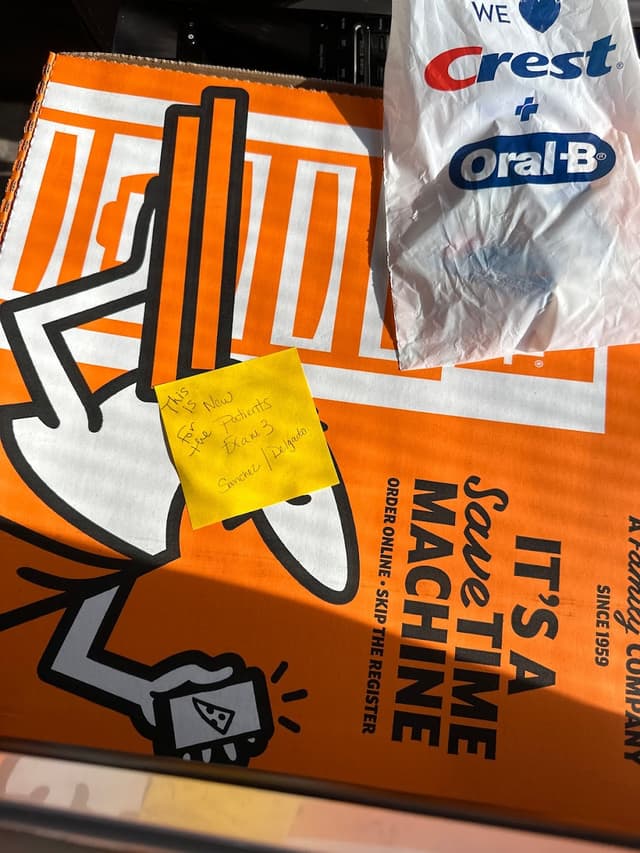 WE
Crest
+
Oral-B
This is New
For the Patients
Exam 3
Sanchez / Delgado
IT'S A
Save TIME
MACHINE
ORDER ONLINE • SKIP THE REGISTER
A Family COMPANY
SINCE 1959